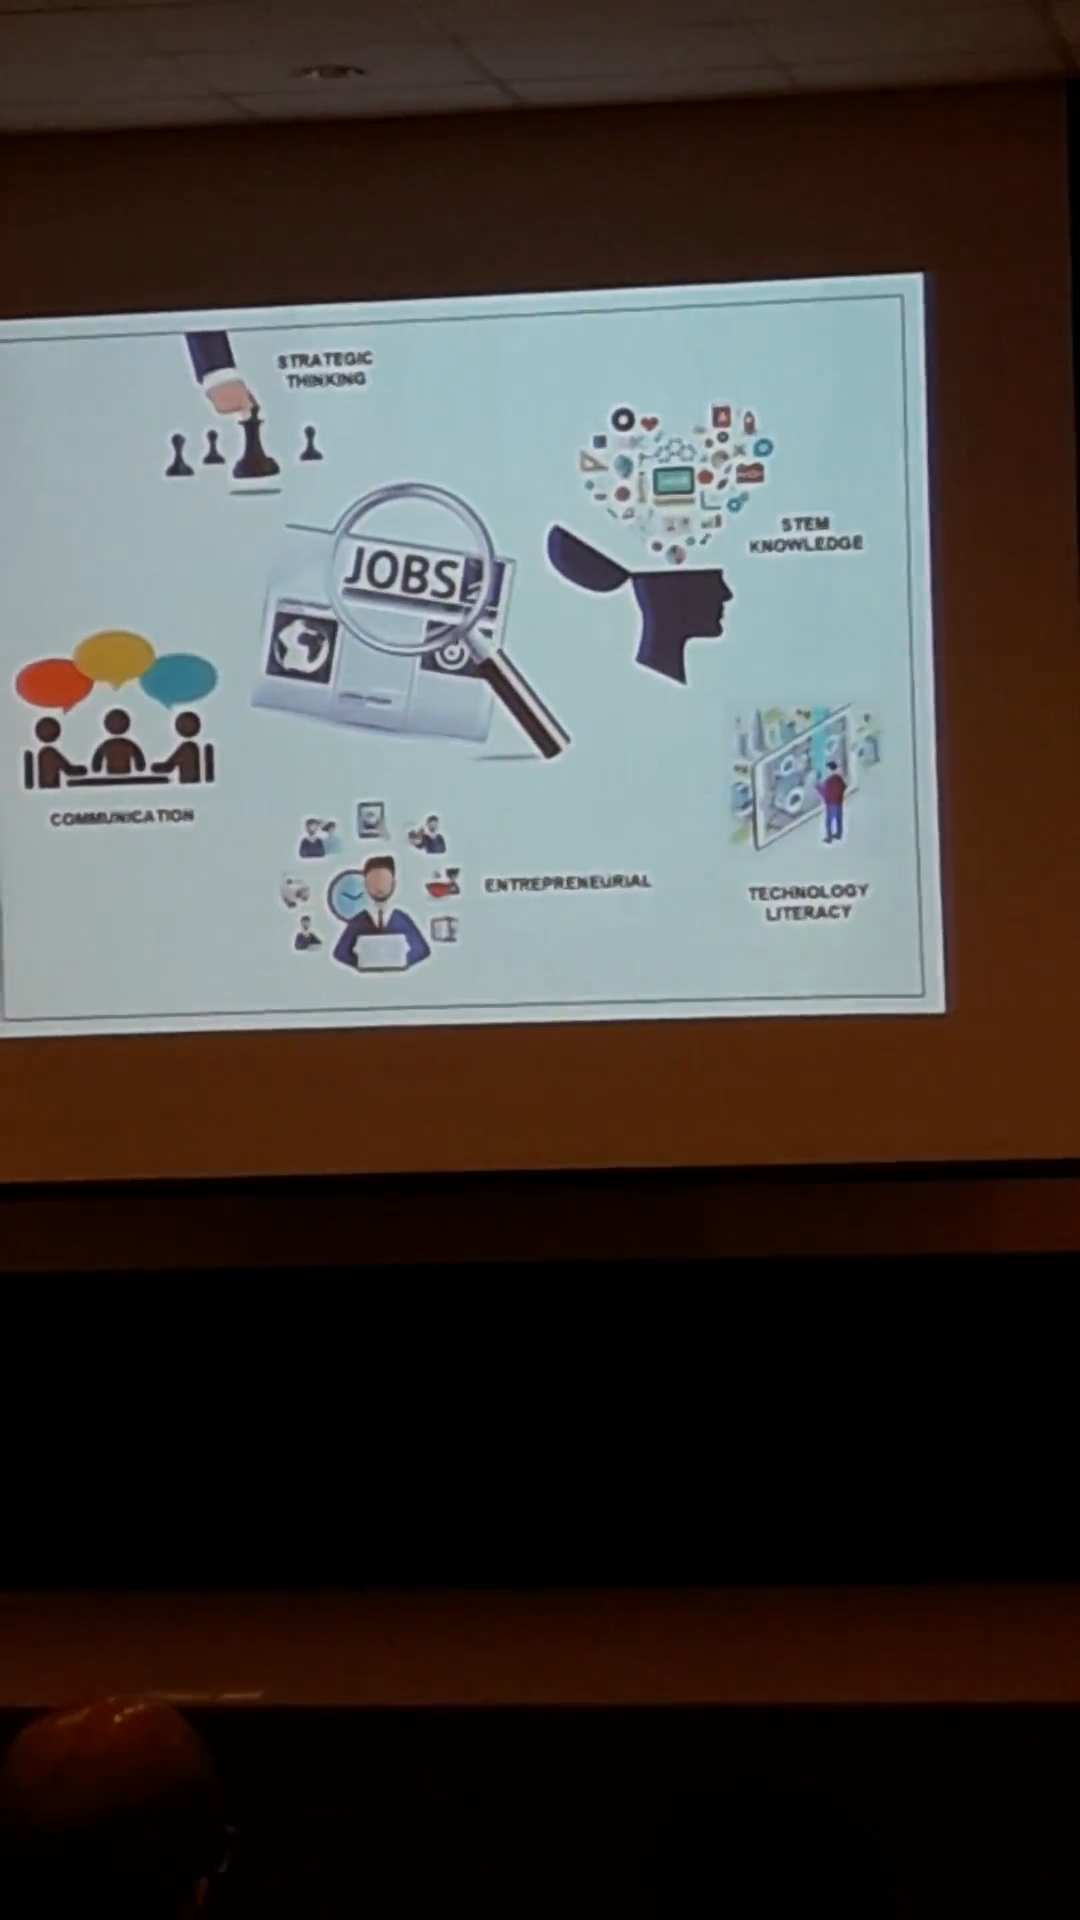 STRATEGIC
THINKING
JOBS
STEM
KNOWLEDGE
COMMUNICATION
ENTREPRENEURIAL
TECHNOLOGY
LITERACY